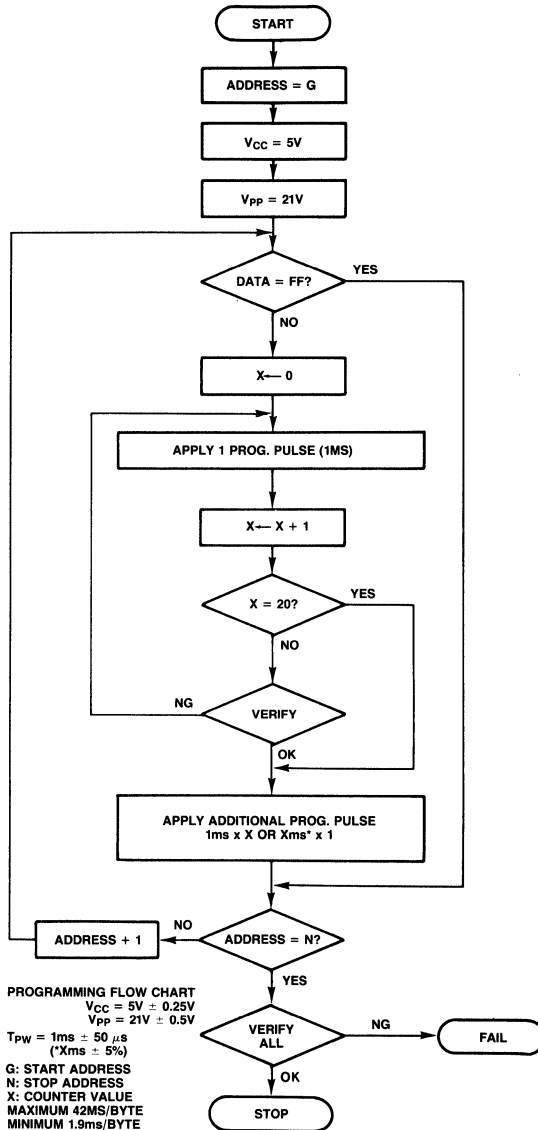 START
ADDRESS = G
VCC = 5V
VPP = 21V
DATA = FF?
YES
NO
X← 0
APPLY 1 PROG. PULSE (1MS)
X← X + 1
X = 20?
YES
NO
VERIFY
NG
OK
APPLY ADDITIONAL PROG. PULSE
1ms x X OR Xms* x 1
ADDRESS = N?
NO
ADDRESS + 1
YES
VERIFY
ALL
NG
FAIL
OK
STOP
PROGRAMMING FLOW CHART
VCC = 5V ± 0.25V
VPP = 21V ± 0.5V
TPW = 1ms ± 50 μs
(*Xms ± 5%)
G: START ADDRESS
N: STOP ADDRESS
X: COUNTER VALUE
MAXIMUM 42MS/BYTE
MINIMUM 1.9ms/BYTE